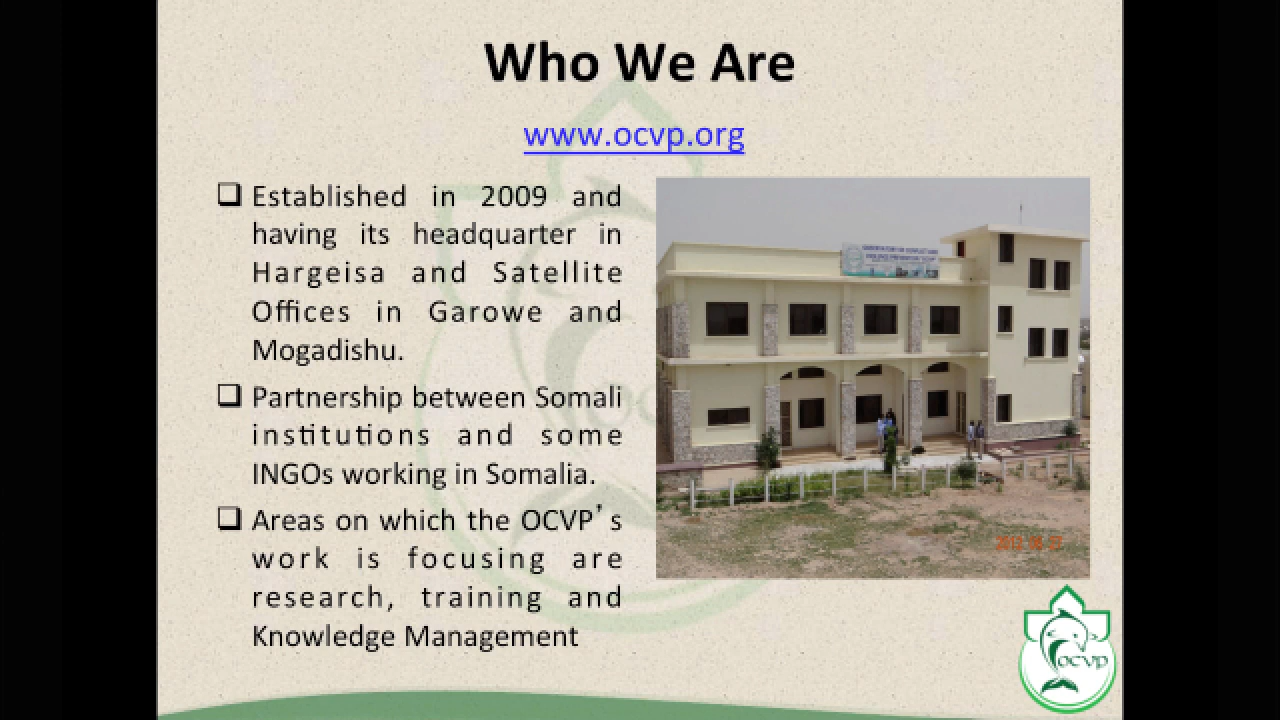 Who We Are
www.ocvp.org
❑ Established in 2009 and
having its headquarter in
Hargeisa and Satellite
Offices in Garowe and
Mogadishu.
❑ Partnership between Somali
institutions and some
INGOs working in Somalia.
❑ Areas on which the OCVP's
work is focusing are
research, training and
Knowledge Management
ocvp